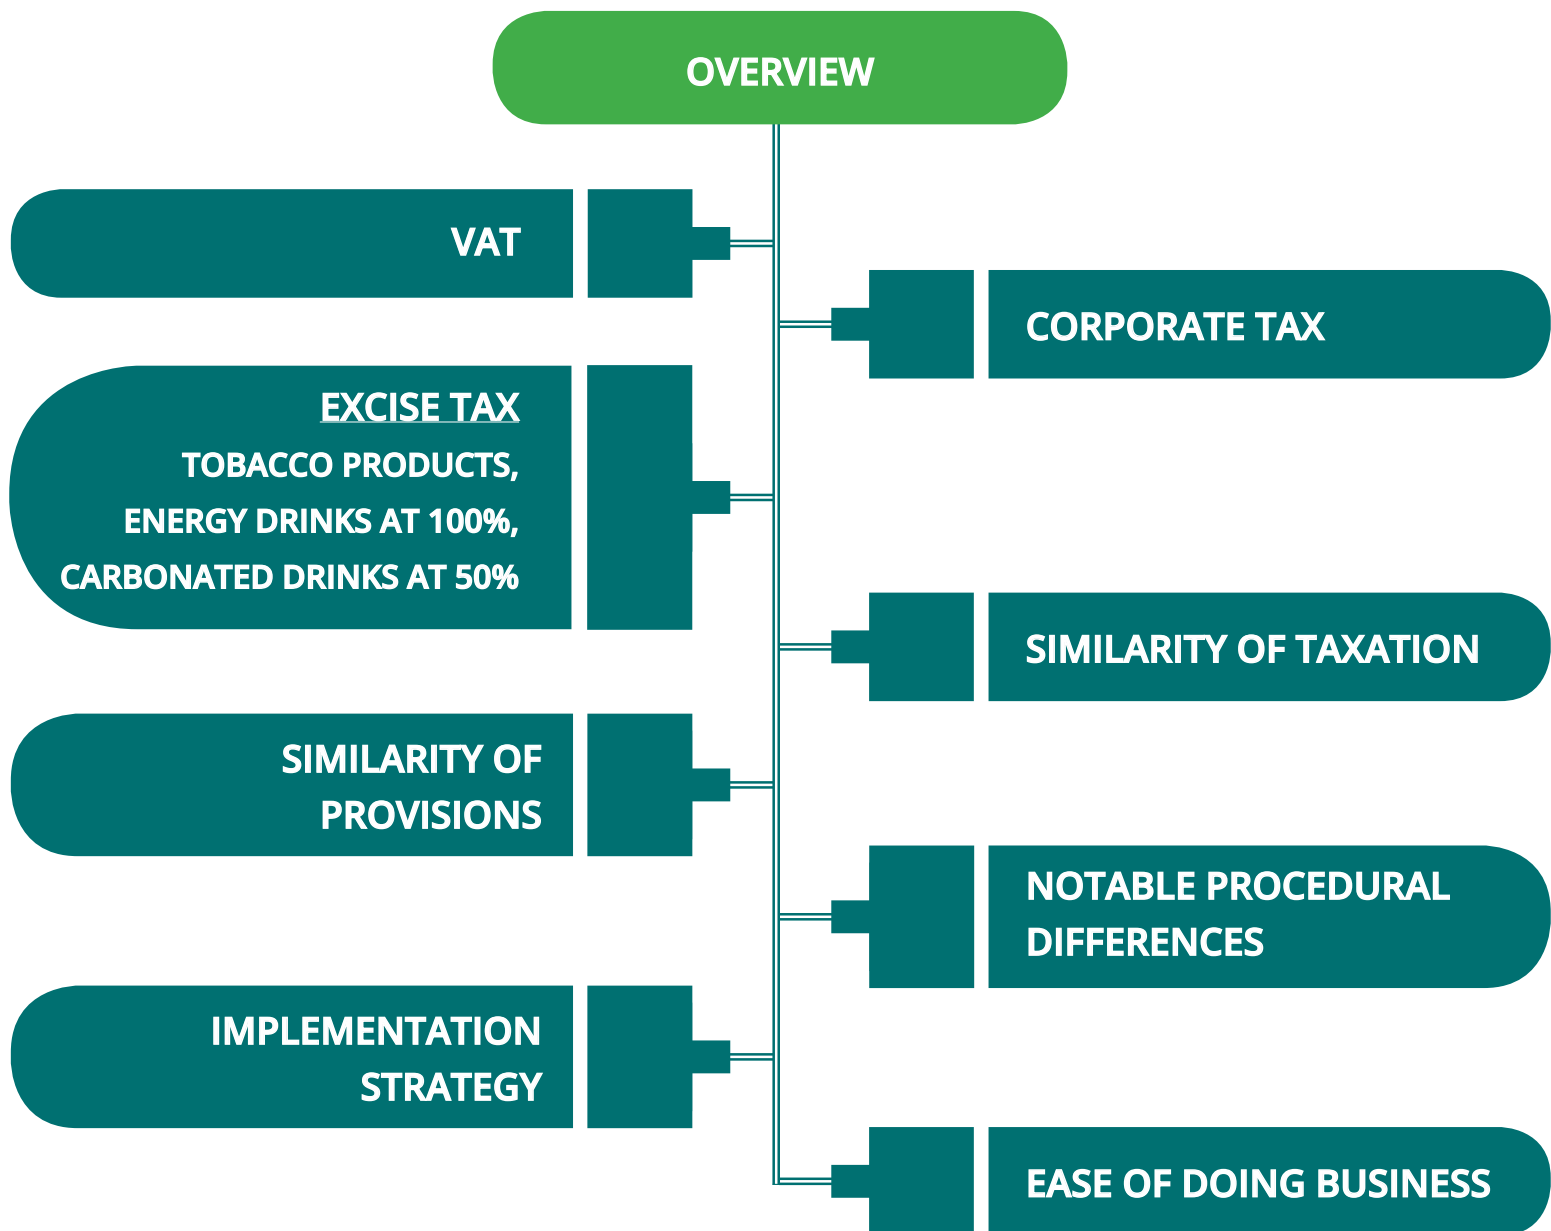 OVERVIEW
VAT
CORPORATE TAX
EXCISE TAX
TOBACCO PRODUCTS,
ENERGY DRINKS AT 100%,
CARBONATED DRINKS AT 50%
SIMILARITY OF TAXATION
SIMILARITY OF
PROVISIONS
NOTABLE PROCEDURAL
DIFFERENCES
IMPLEMENTATION
STRATEGY
EASE OF DOING BUSINESS